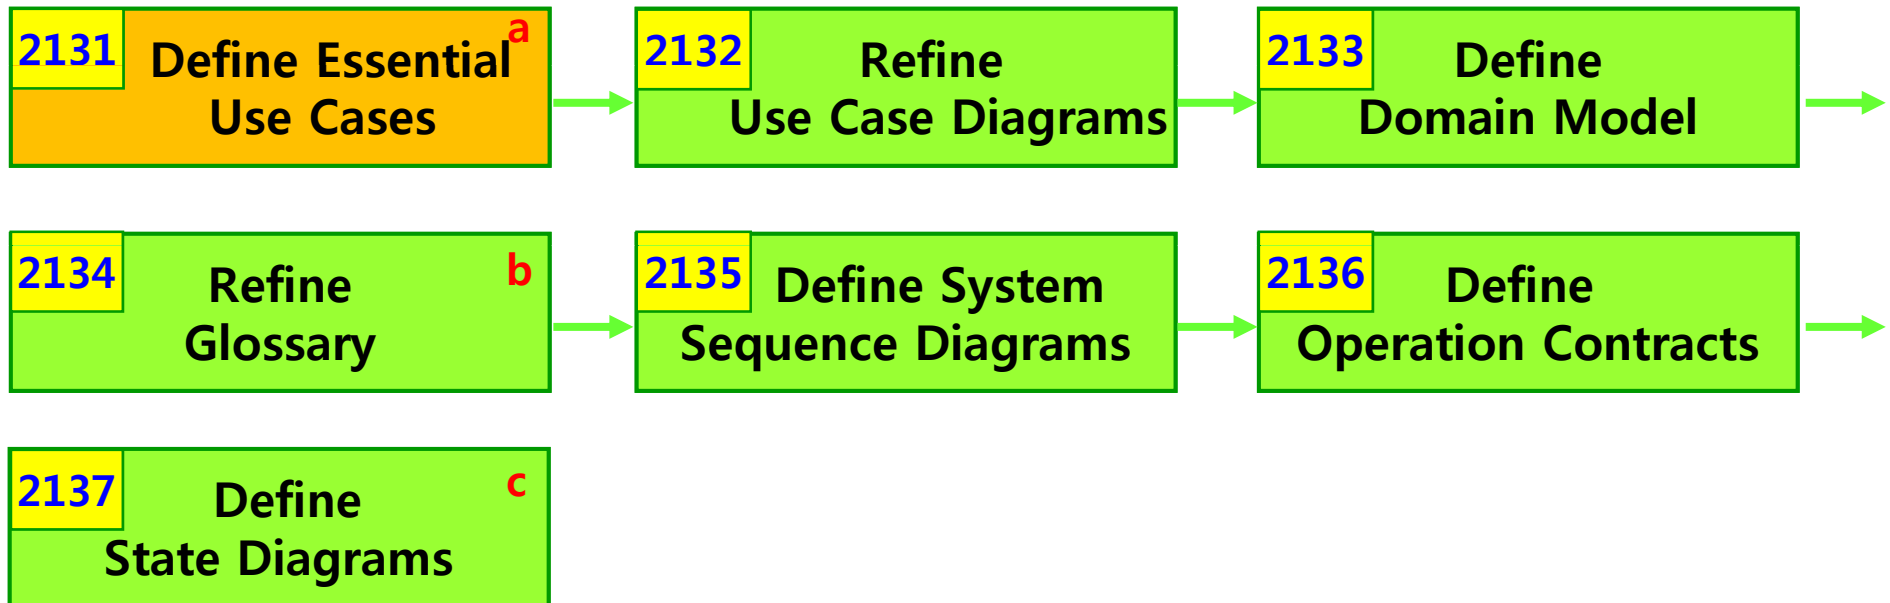 2131
a
Define Essential
Use Cases
2132
Refine
Use Case Diagrams
2133
Define
Domain Model
2134
b
Refine
Glossary
2135
Define System
Sequence Diagrams
2136
Define
Operation Contracts
2137
c
Define
State Diagrams